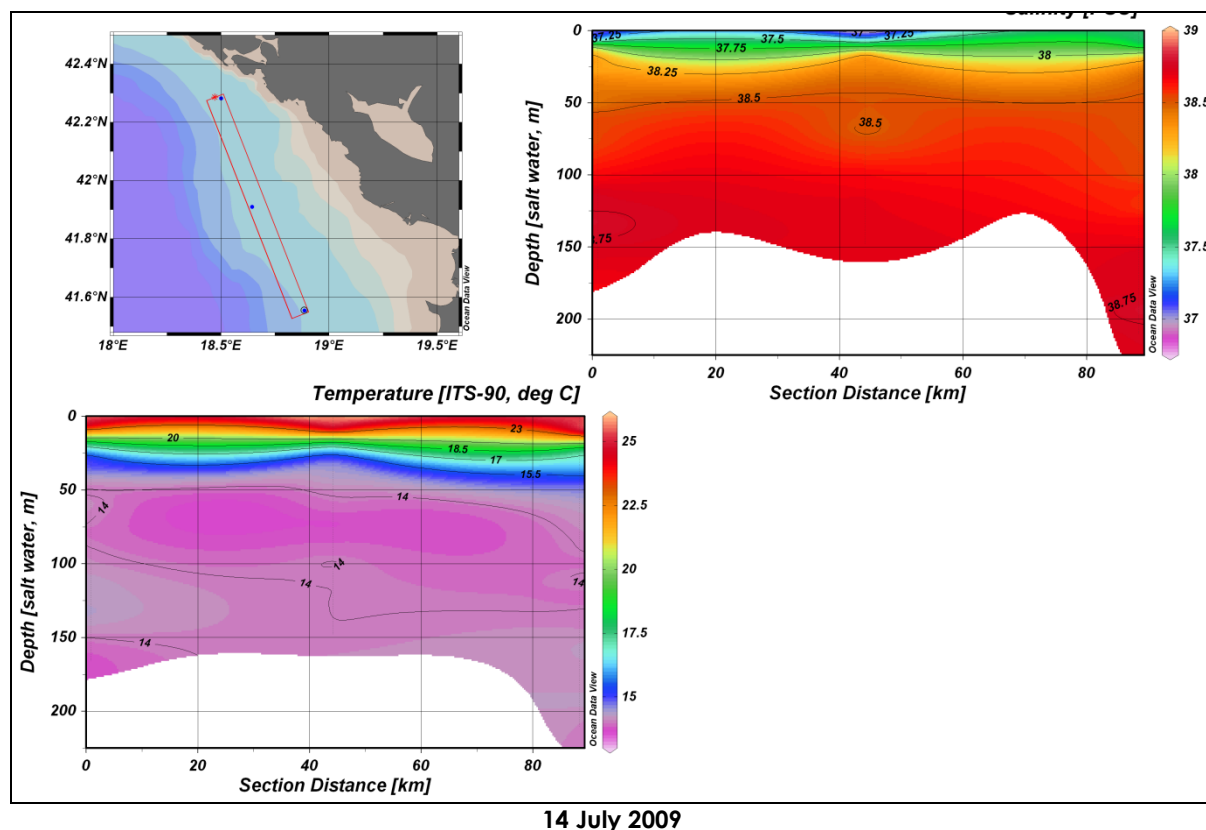 42.4°N
42.2°N
42°N
41.8°N
41.6°N
18°E
18.5°E
19°E
19.5°E
Ocean Data View
0
50
100
150
200
Depth [salt water, m]
37.25
37.5
37
37.25
37.75
38
38.25
38.5
38.5
38.75
0
20
40
60
80
Section Distance [km]
Ocean Data View
39
38.5
38
37.5
37
Temperature [ITS-90, deg C]
0
50
100
150
200
Depth [salt water, m]
23
20
18.5
17
15.5
14
14
14
14
14
14
0
20
40
60
80
Section Distance [km]
Ocean Data View
25
22.5
20
17.5
15
14 July 2009